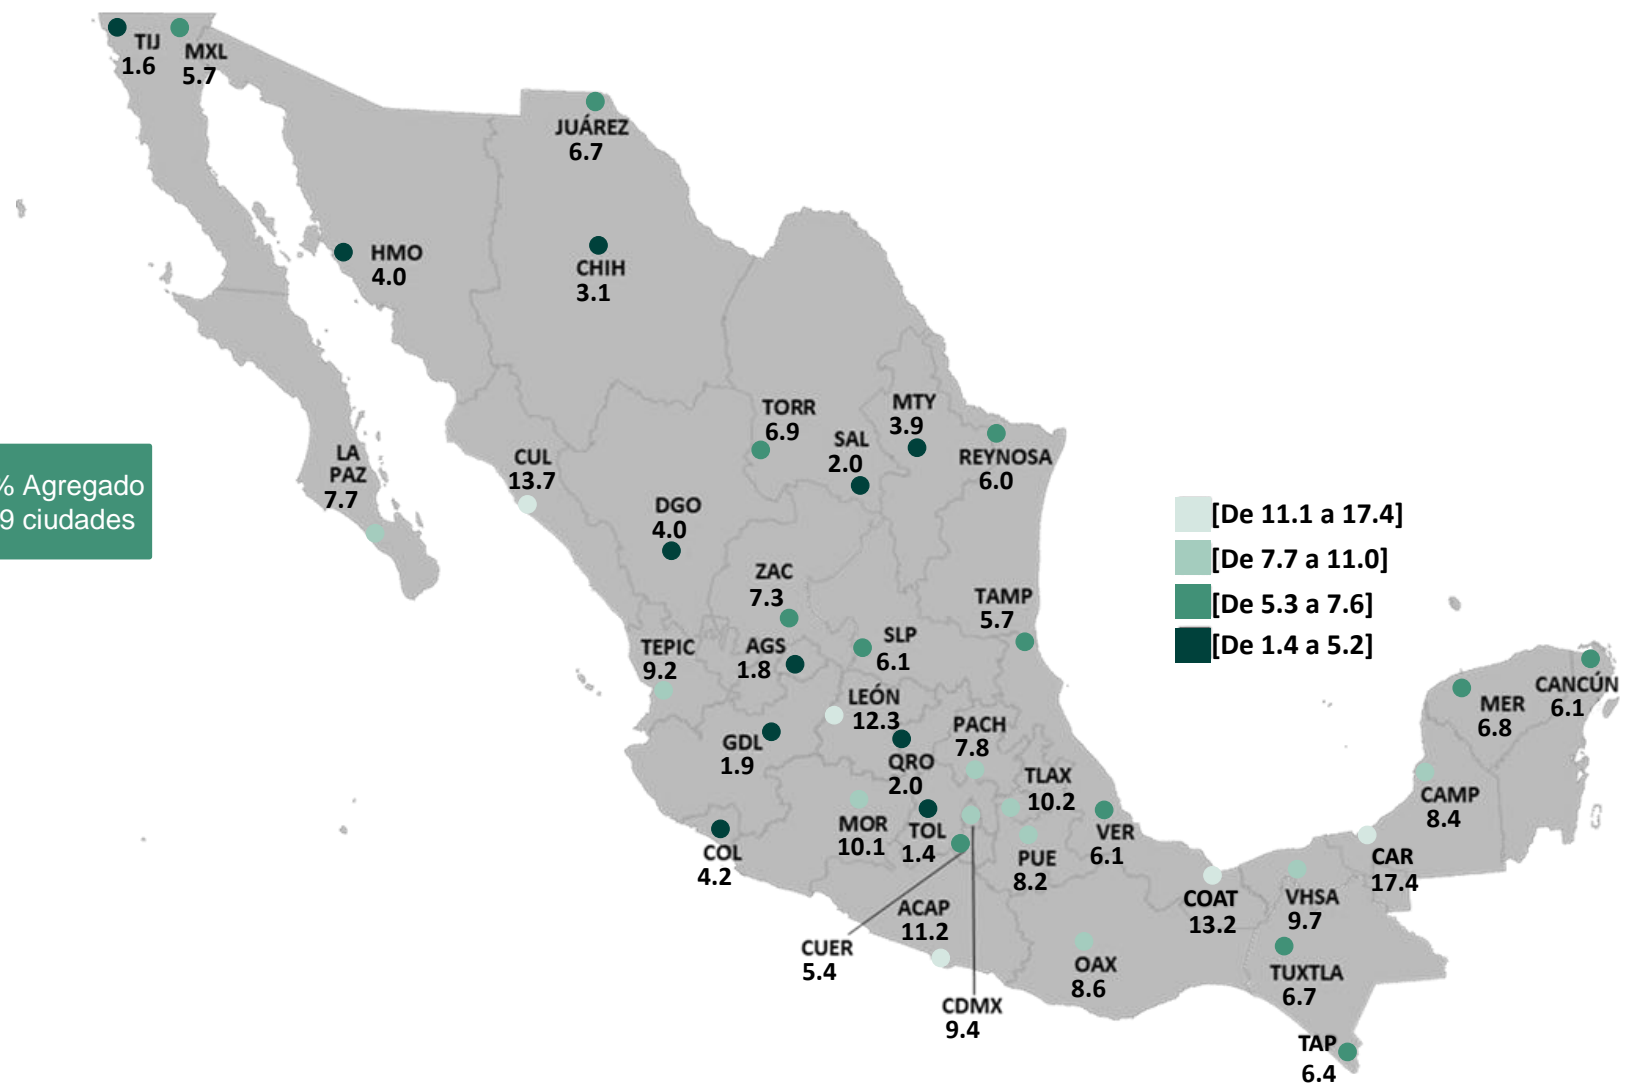 TIJ
1.6
MXL
5.7
JUÁREZ
6.7
HMO
4.0
CHIH
3.1
TORR
6.9
MTY
3.9
SAL
2.0
REYNOSA
6.0
LA
PAZ
7.7
CUL
13.7
% Agregado
9 ciudades
DGO
4.0
[De 11.1 a 17.4]
[De 7.7 a 11.0]
[De 5.3 a 7.6]
[De 1.4 a 5.2]
ZAC
7.3
TAMP
5.7
TEPIC
9.2
AGS
1.8
SLP
6.1
LEÓN
12.3
PACH
7.8
CANCÚN
6.1
MER
6.8
GDL
1.9
QRO
2.0
TLAX
10.2
CAMP
8.4
MOR
10.1
TOL
1.4
VER
6.1
PUE
8.2
COL
4.2
CAR
17.4
COAT
13.2
VHSA
9.7
ACAP
11.2
CUER
5.4
OAX
8.6
TUXTLA
6.7
CDMX
9.4
TAP
6.4